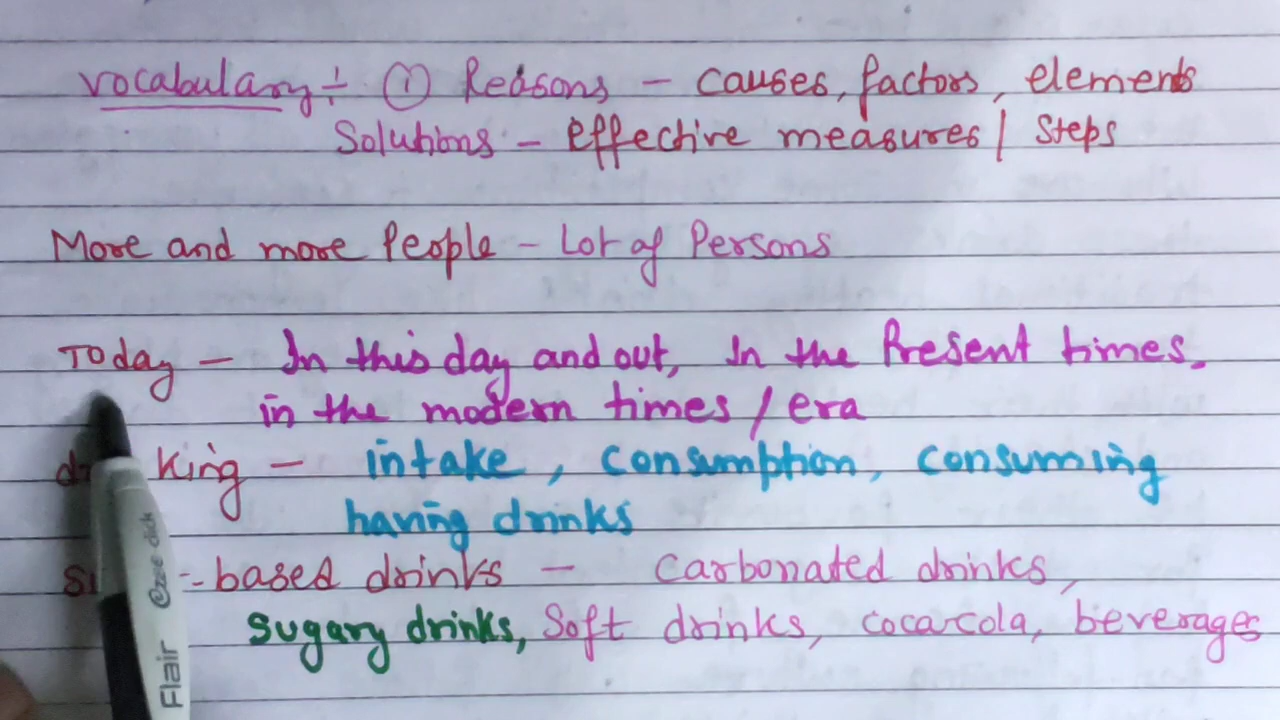 vocabulary :- ① Reasons - causes, factors, elements
Solutions - effective measures / steps
More and more People - Lot of Persons
Today - In this day and out, In the Present times.
in the modern times / era
king - intake, consumption, consuming
having drinks
- based drinks - carbonated drinks,
sugary drinks, Soft drinks, cocacola, beverages
Flair @zee click